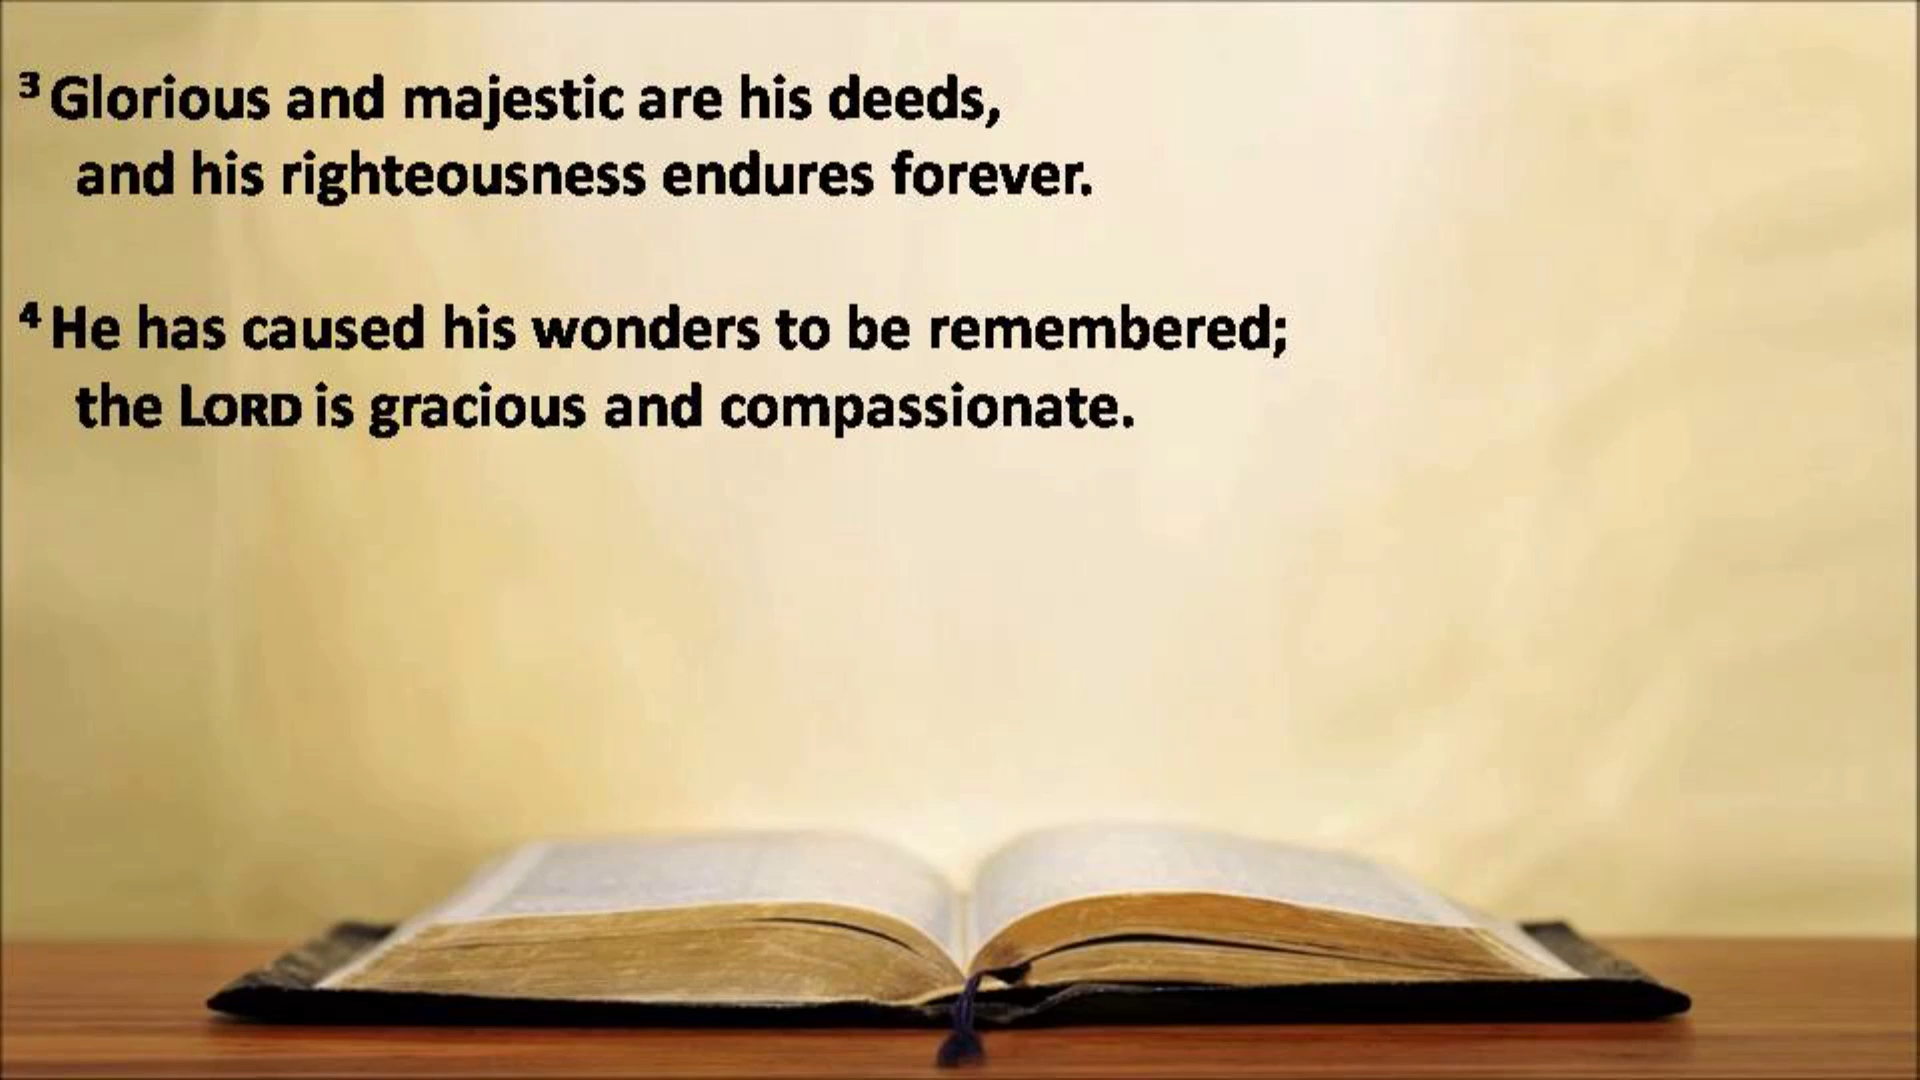 ³ Glorious and majestic are his deeds,
and his righteousness endures forever.
⁴ He has caused his wonders to be remembered;
the LORD is gracious and compassionate.